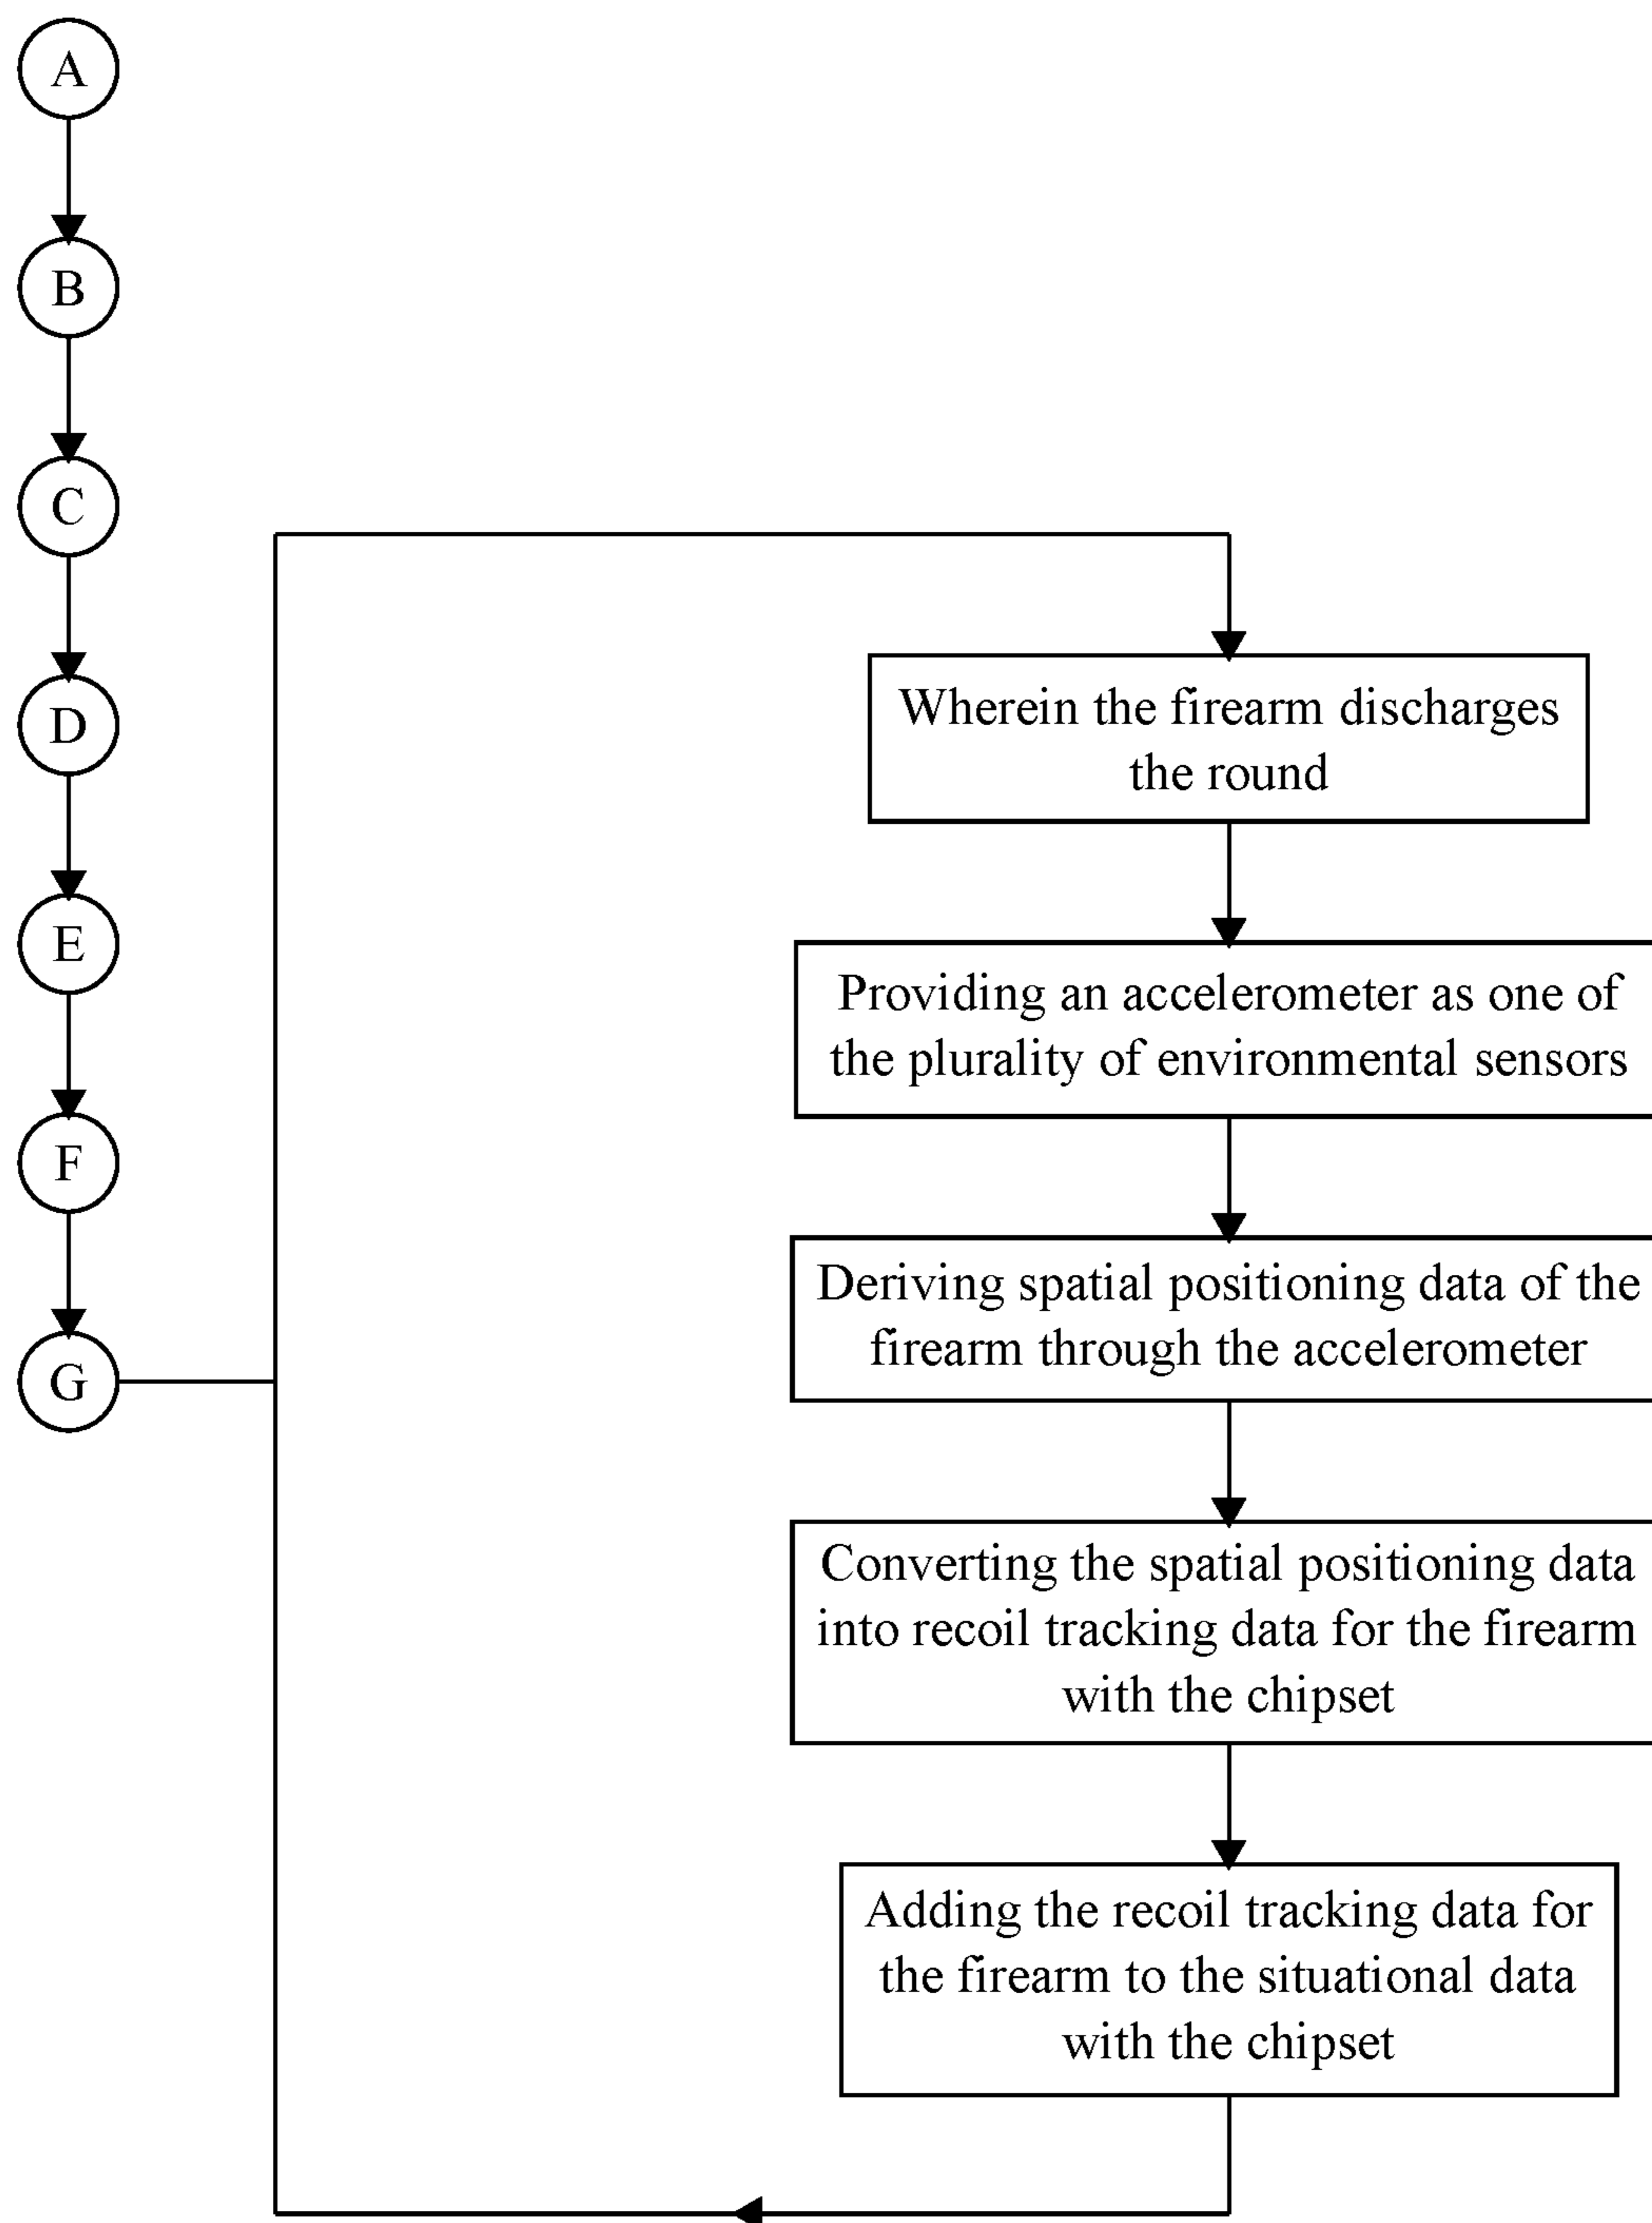 A
B
C
D
E
F
G
Wherein the firearm discharges
the round
Providing an accelerometer as one of
the plurality of environmental sensors
Deriving spatial positioning data of the
firearm through the accelerometer
Converting the spatial positioning data
into recoil tracking data for the firearm
with the chipset
Adding the recoil tracking data for
the firearm to the situational data
with the chipset